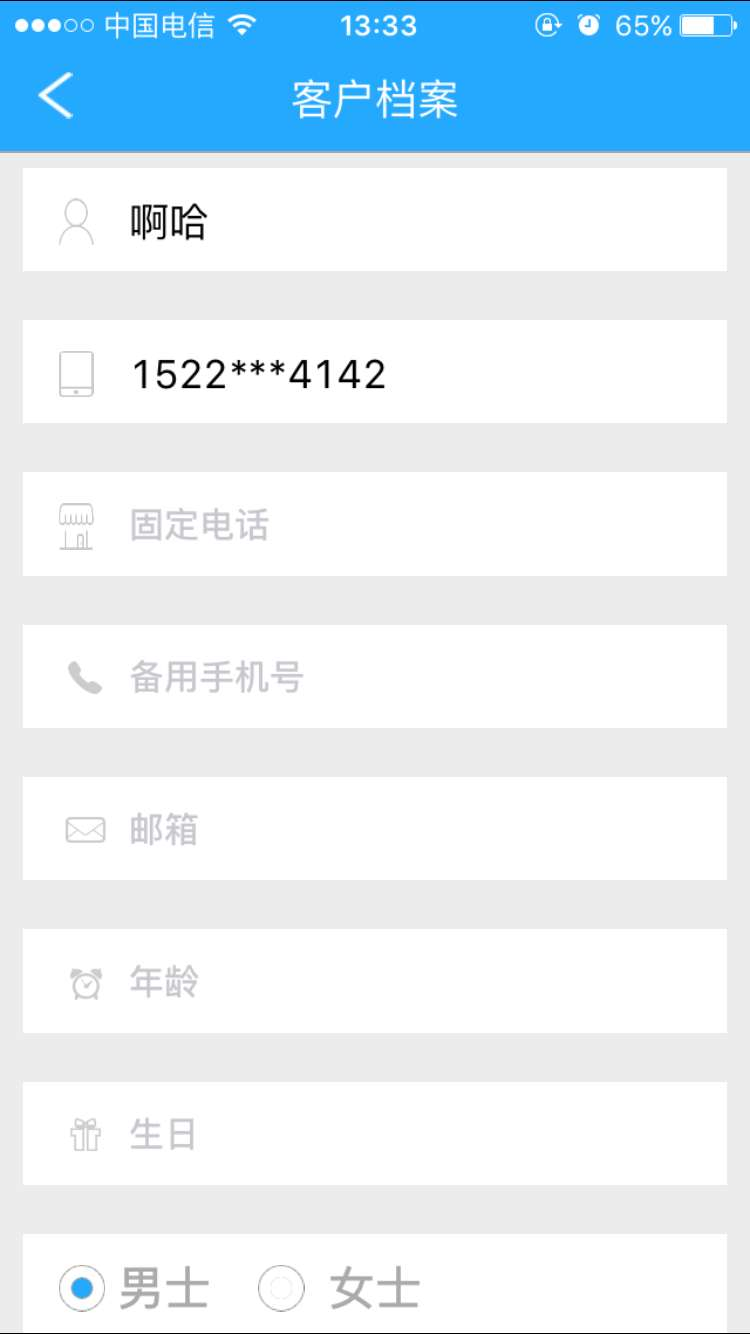 中国电信 13:33 65%
客户档案
啊哈
1522***4142
固定电话
备用手机号
邮箱
年龄
生日
男士 女士